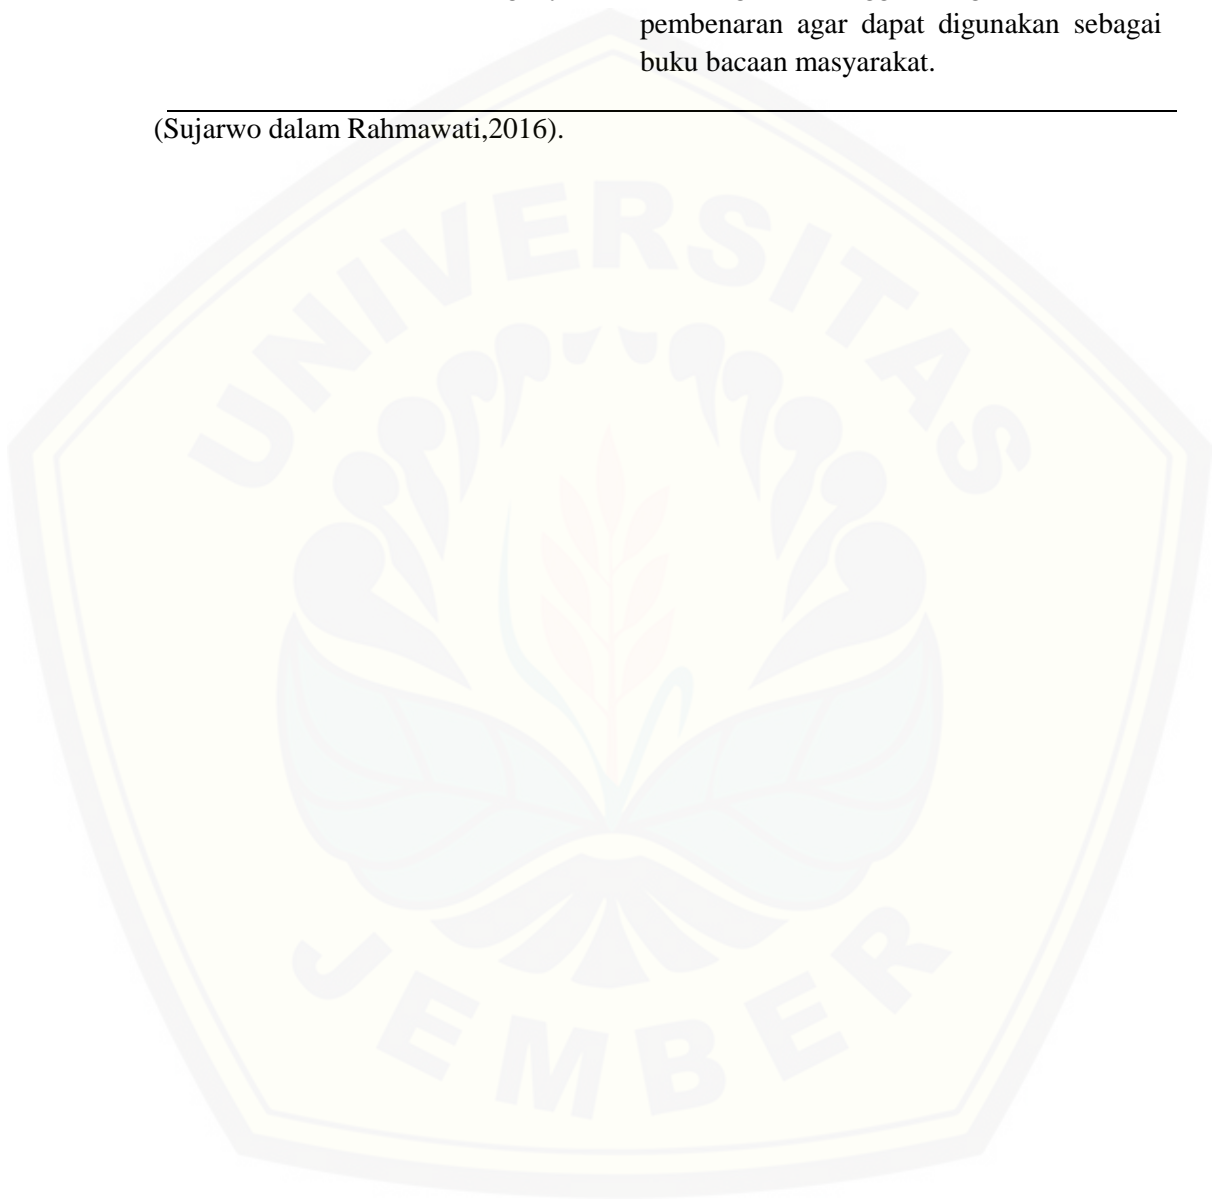 pembenaran agar dapat digunakan sebagai
buku bacaan masyarakat.
(Sujarwo dalam Rahmawati,2016).
UNIVERSITAS
JEMBER